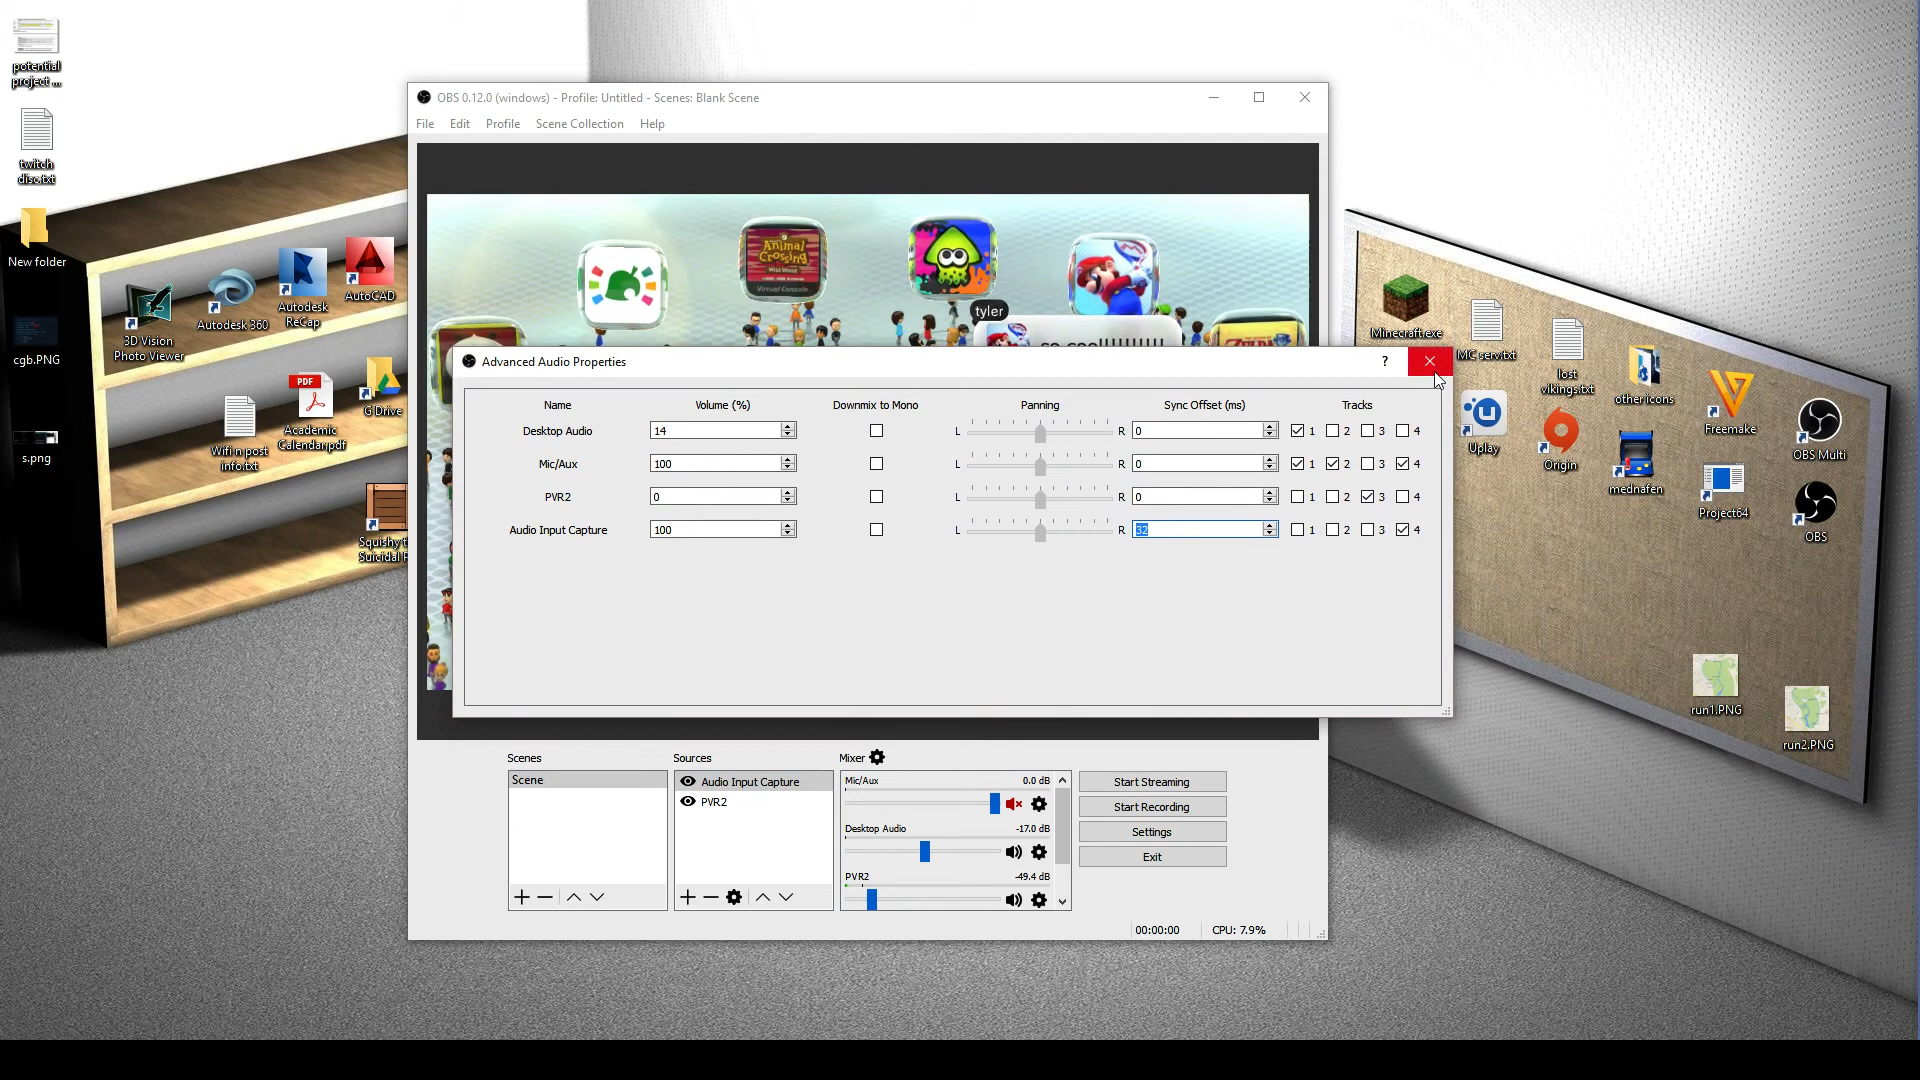 potential
project ...
twitch
disc.txt
New folder
cgb.PNG
s.png
3D Vision
Photo Viewer
Autodesk 360
Autodesk
ReCap
AutoCAD
Wifi n post
info.txt
PDF
Academic
Calendar.pdf
G Drive
Squishy t
Suicidal P
OBS 0.12.0 (windows) - Profile: Untitled - Scenes: Blank Scene
File Edit Profile Scene Collection Help
Animal
Crossing
Wild World
Virtual Console
tyler
Advanced Audio Properties
?
Name Volume (%) Downmix to Mono Panning Sync Offset (ms) Tracks
Desktop Audio 14 L R 0 1 2 3 4
Mic/Aux 100 L R 0 1 2 3 4
PVR2 0 L R 0 1 2 3 4
Audio Input Capture 100 L R 32 1 2 3 4
Scenes
Scene
Sources
Audio Input Capture
PVR2
Mixer
Mic/Aux 0.0 dB
Desktop Audio -17.0 dB
PVR2 -49.4 dB
Start Streaming
Start Recording
Settings
Exit
00:00:00 CPU: 7.9%
Minecraft.exe
MC serv.txt
lost
vikings.txt
other icons
Freemake
OBS Multi
Uplay
Origin
mednafen
Project64
OBS
run1.PNG
run2.PNG